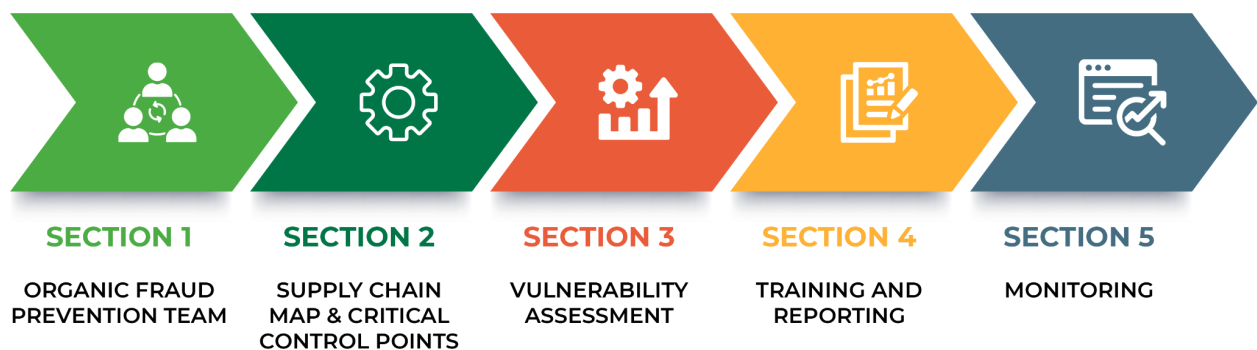 SECTION 1
ORGANIC FRAUD
PREVENTION TEAM
SECTION 2
SUPPLY CHAIN
MAP & CRITICAL
CONTROL POINTS
SECTION 3
VULNERABILITY
ASSESSMENT
SECTION 4
TRAINING AND
REPORTING
SECTION 5
MONITORING